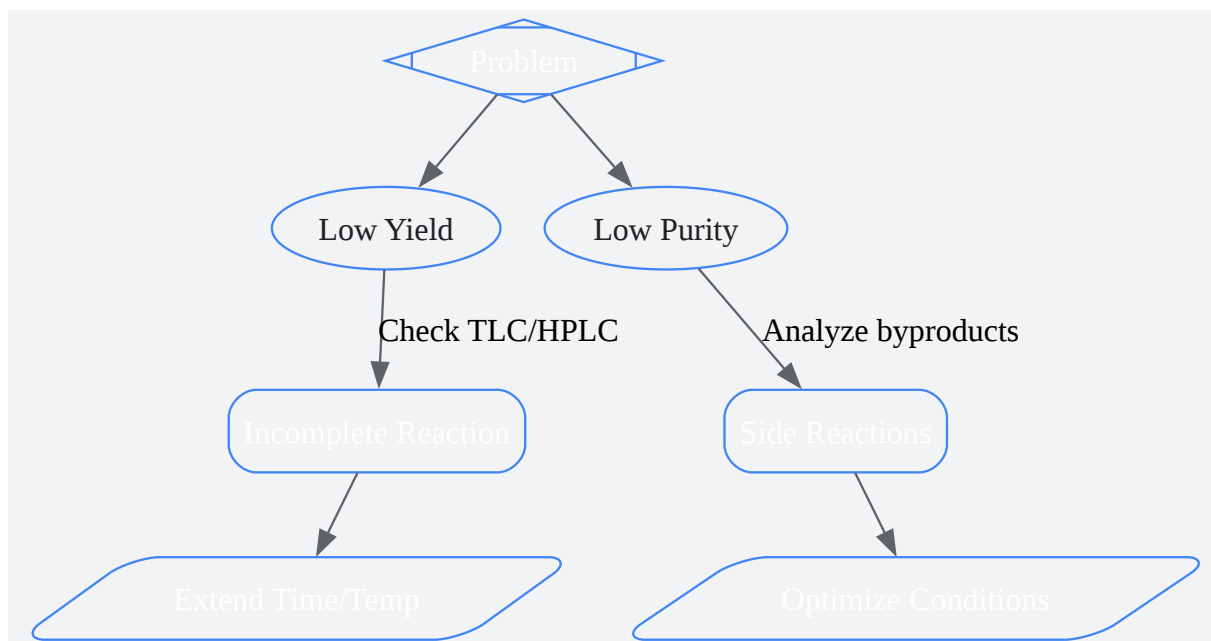 Problem
Low Yield
Low Purity
Check TLC/HPLC
Analyze byproducts
Incomplete Reaction
Side Reactions
Extend Time/Temp
Optimize Conditions